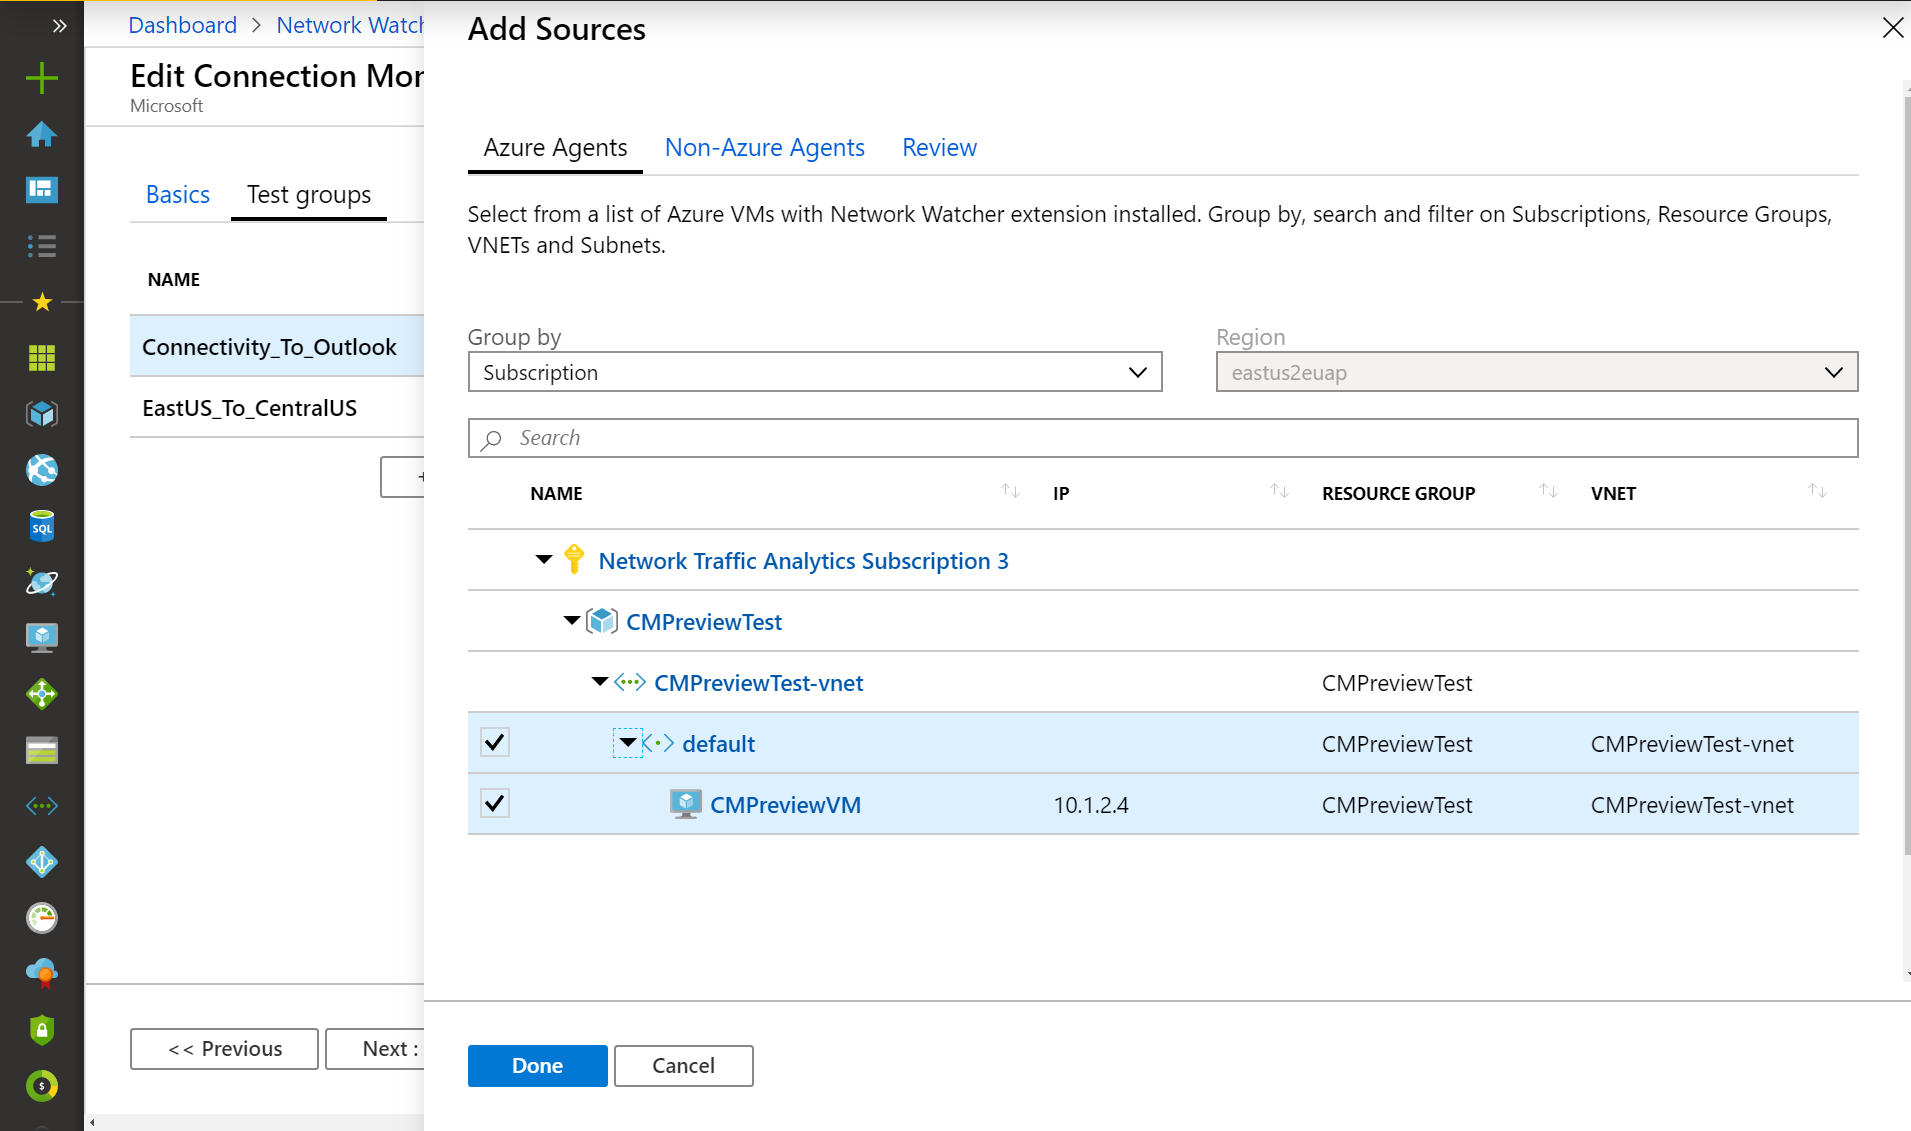 Dashboard > Network Watch
Edit Connection Mon
Microsoft
Basics
Test groups
NAME
Connectivity_To_Outlook
EastUS_To_CentralUS
+
<< Previous
Next :
SQL
$
Add Sources
Azure Agents
Non-Azure Agents
Review
Select from a list of Azure VMs with Network Watcher extension installed. Group by, search and filter on Subscriptions, Resource Groups,
VNETs and Subnets.
Group by
Region
Subscription
eastus2euap
Search
NAME IP RESOURCE GROUP VNET
Network Traffic Analytics Subscription 3
CMPreviewTest
CMPreviewTest-vnet CMPreviewTest
default CMPreviewTest CMPreviewTest-vnet
CMPreviewVM 10.1.2.4 CMPreviewTest CMPreviewTest-vnet
Done
Cancel